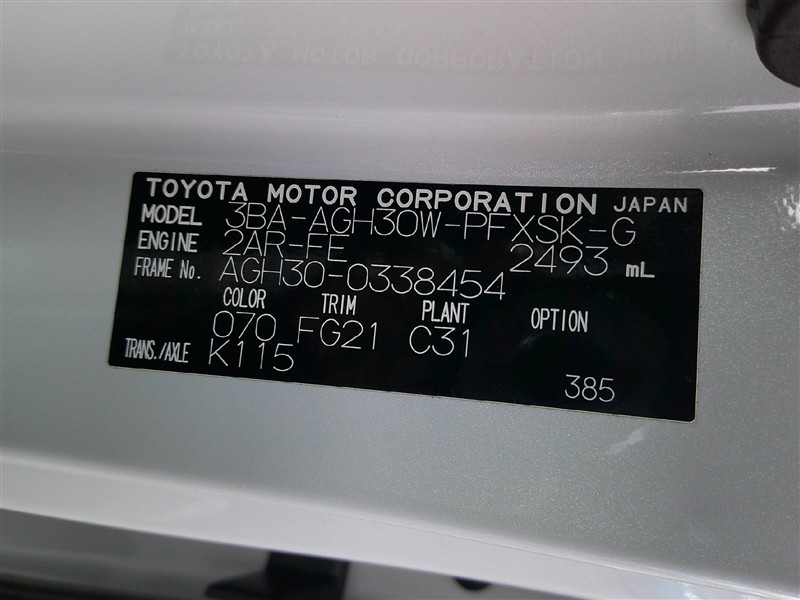 TOYOTA MOTOR CORPORATION JAPAN
MODEL 3BA-AGH30W-PFXSK-G
ENGINE 2AR-FE 2493 mL
FRAME No. AGH30-0338454
COLOR TRIM PLANT OPTION
070 FG21 C31
TRANS./AXLE K115
385